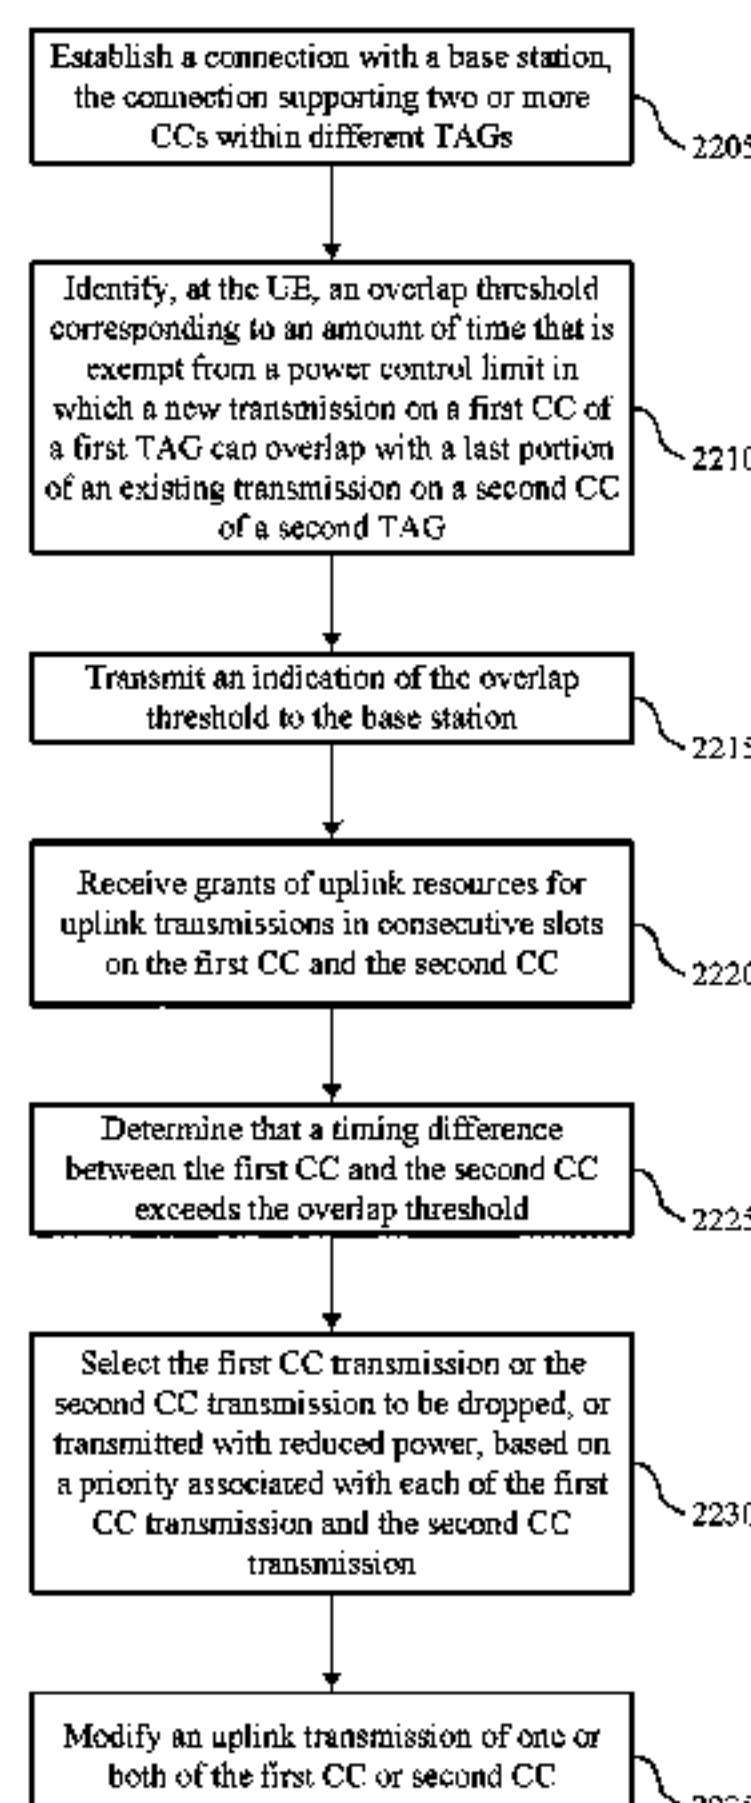 Establish a connection with a base station,
the connection supporting two or more
CCs within different TAGs
2205
Identify, at the UE, an overlap threshold
corresponding to an amount of time that is
exempt from a power control limit in
which a new transmission on a first CC of
a first TAG can overlap with a last portion
of an existing transmission on a second CC
of a second TAG
2210
Transmit an indication of the overlap
threshold to the base station
2215
Receive grants of uplink resources for
uplink transmissions in consecutive slots
on the first CC and the second CC
2220
Determine that a timing difference
between the first CC and the second CC
exceeds the overlap threshold
2225
Select the first CC transmission or the
second CC transmission to be dropped, or
transmitted with reduced power, based on
a priority associated with each of the first
CC transmission and the second CC
transmission
2230
Modify an uplink transmission of one or
both of the first CC or second CC